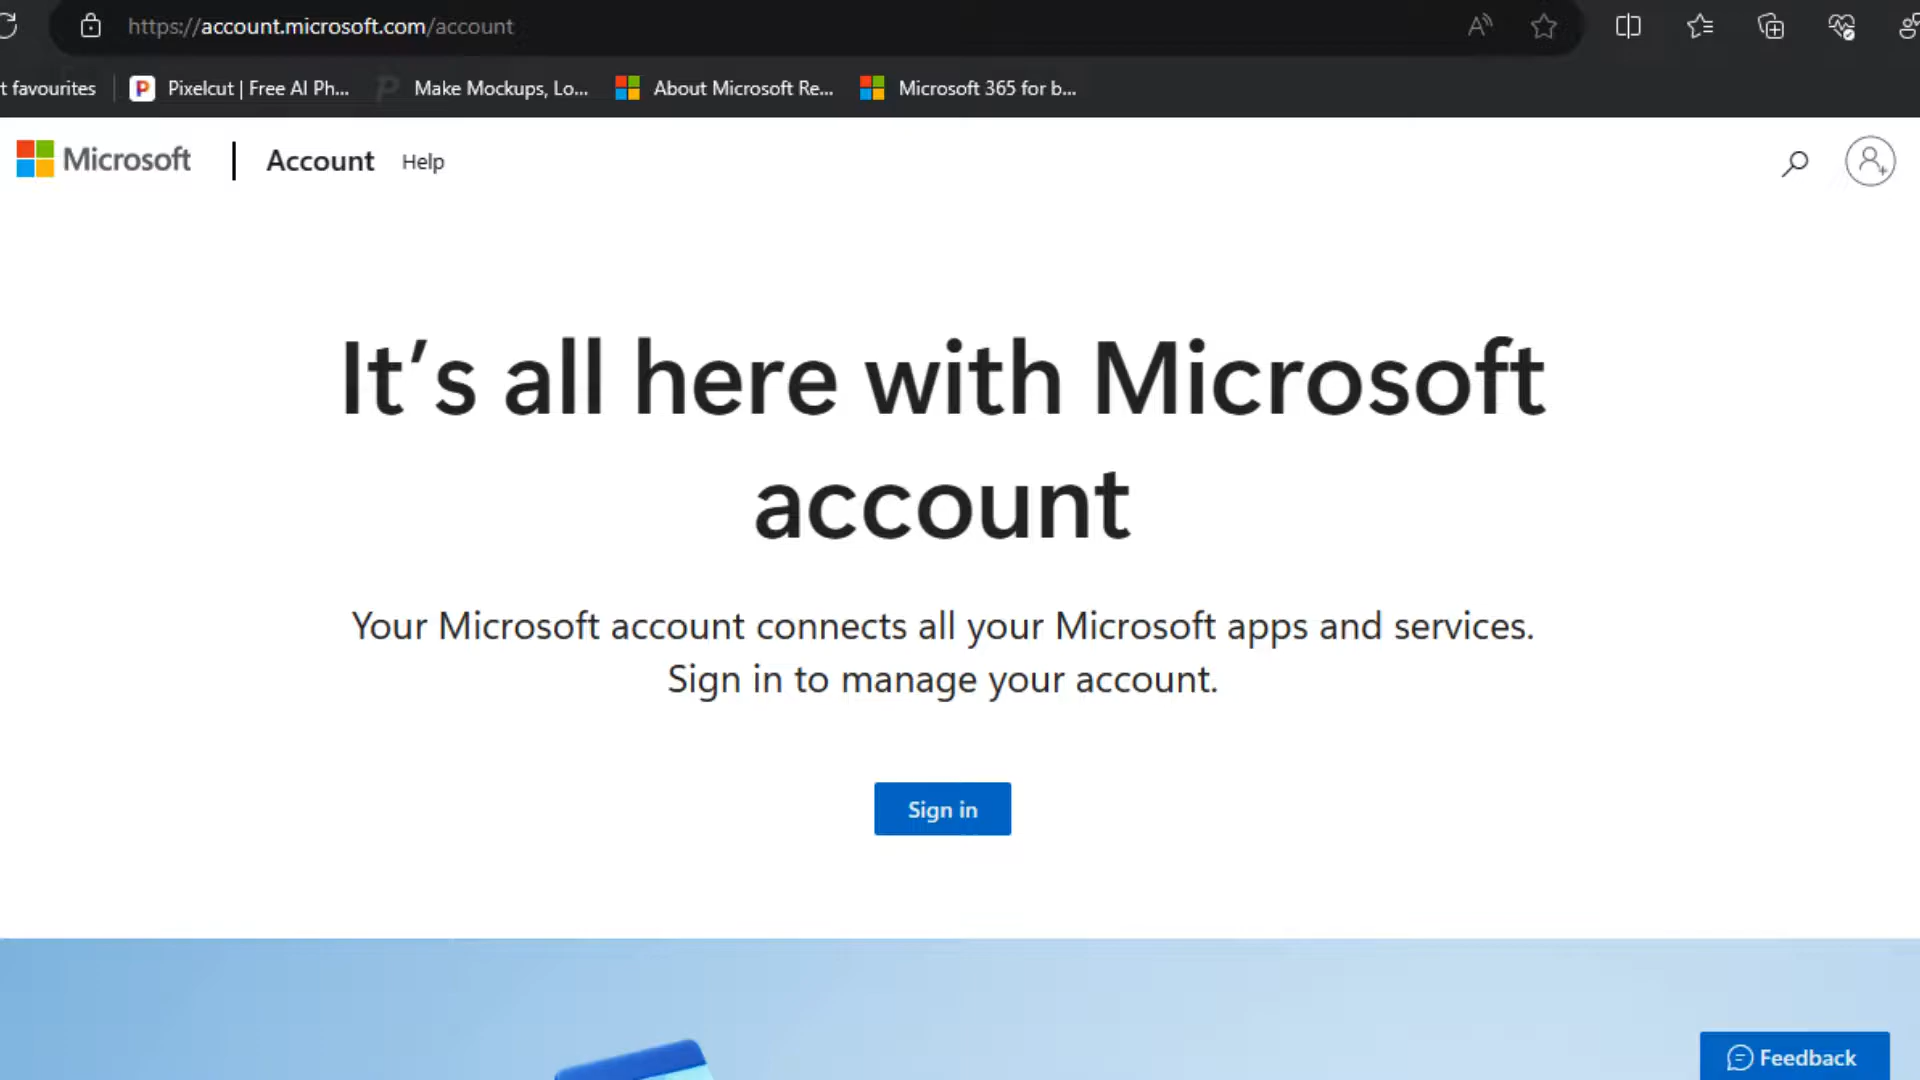 https://account.microsoft.com/account
t favourites
P Pixelcut | Free AI Ph...
Make Mockups, Lo...
About Microsoft Re...
Microsoft 365 for b...
Microsoft
Account
Help
It's all here with Microsoft
account
Your Microsoft account connects all your Microsoft apps and services.
Sign in to manage your account.
Sign in
Feedback